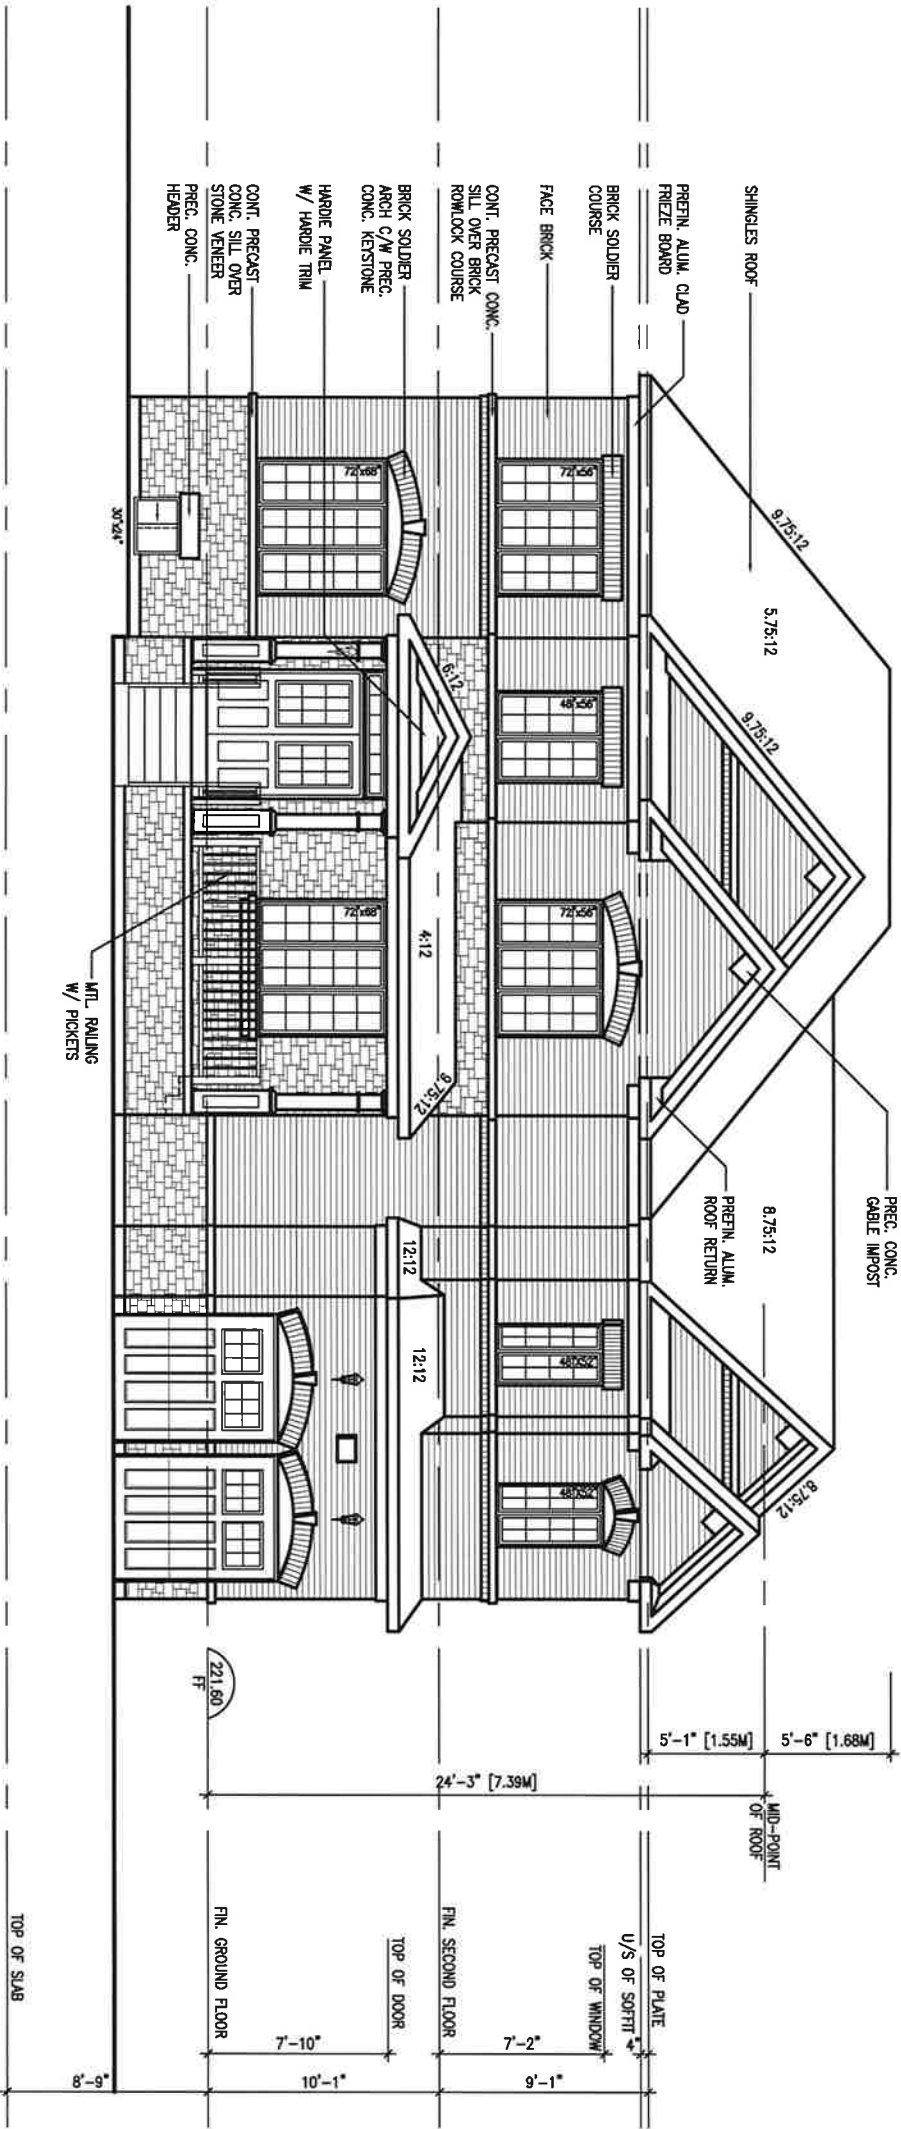 SHINGLES ROOF
PREFIN. ALUM. CLAD
FRIEZE BOARD
BRICK SOLDIER
COURSE
FACE BRICK
CONT. PRECAST CONC.
SILL OVER BRICK
ROWLOCK COURSE
BRICK SOLDIER
ARCH C/W PREC.
CONC. KEYSTONE
HARDIE PANEL
W/ HARDIE TRIM
CONT. PRECAST
CONC. SILL OVER
STONE VENEER
PREC. CONC.
HEADER
9.75:12
5.75:12
9.75:12
8.75:12
8.75:12
PREC. CONC.
GABLE IMPOST
PREFIN. ALUM.
ROOF RETURN
72"x56"
48"x56"
72"x56"
48"X52"
48"X52"
72"x68"
6:12
4:12
9.75:12
12:12
12:12
72"x68"
30"x24"
MTL. RAILING
W/ PICKETS
221.60
FF
5'-6" [1.68M]
5'-1" [1.55M]
24'-3" [7.39M]
MID-POINT
OF ROOF
TOP OF PLATE
U/S OF SOFFIT
4"
TOP OF WINDOW
FIN. SECOND FLOOR
TOP OF DOOR
FIN. GROUND FLOOR
TOP OF SLAB
7'-2"
9'-1"
7'-10"
10'-1"
8'-9"